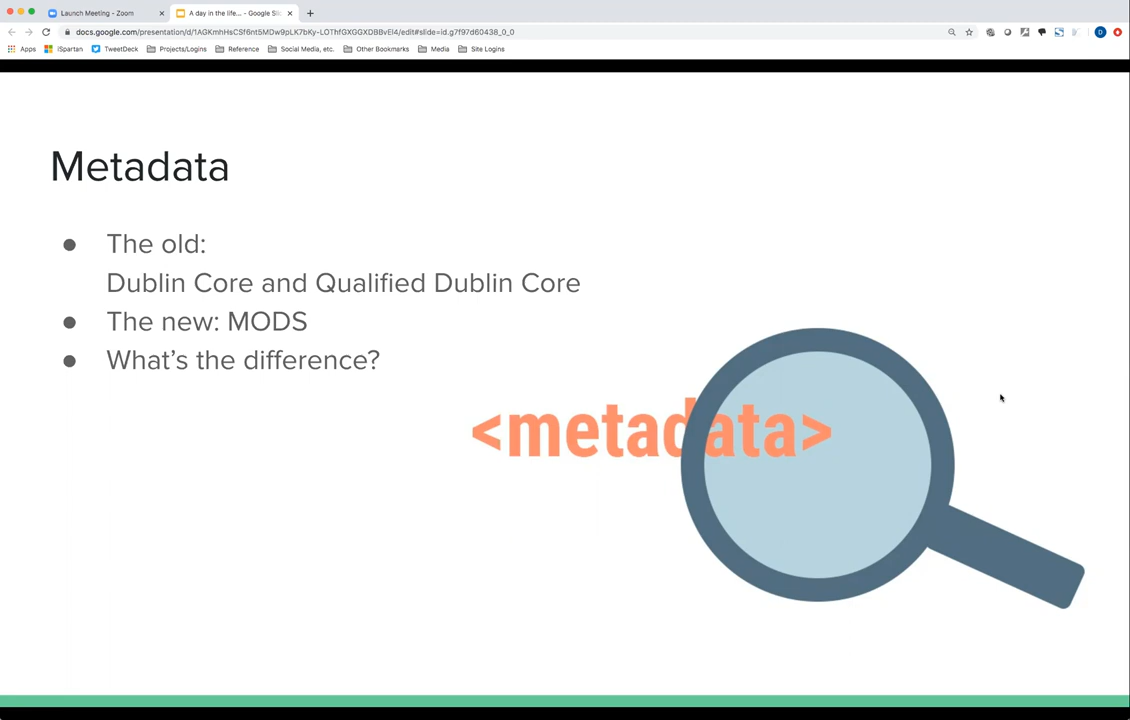 Launch Meeting - Zoom
A day in the life... - Google Sli
docs.google.com/presentation/d/1AGKmhHsCSf6nt5MDw9pLK7bKy-LOThfGXGGXDBBvEl4/edit#slide=id.g7f97d60438_0_0
Apps iSpartan TweetDeck Projects/Logins Reference Social Media, etc. Other Bookmarks Media Site Logins
Metadata
● The old:
Dublin Core and Qualified Dublin Core
● The new: MODS
● What’s the difference?
<metadata>